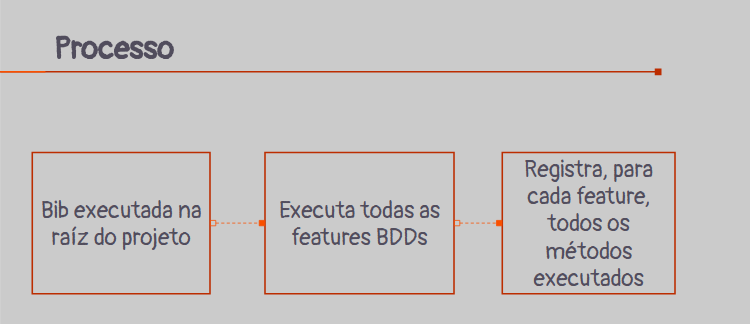 Processo
Bib executada na
raíz do projeto
Executa todas as
features BDDs
Registra, para
cada feature,
todos os
métodos
executados